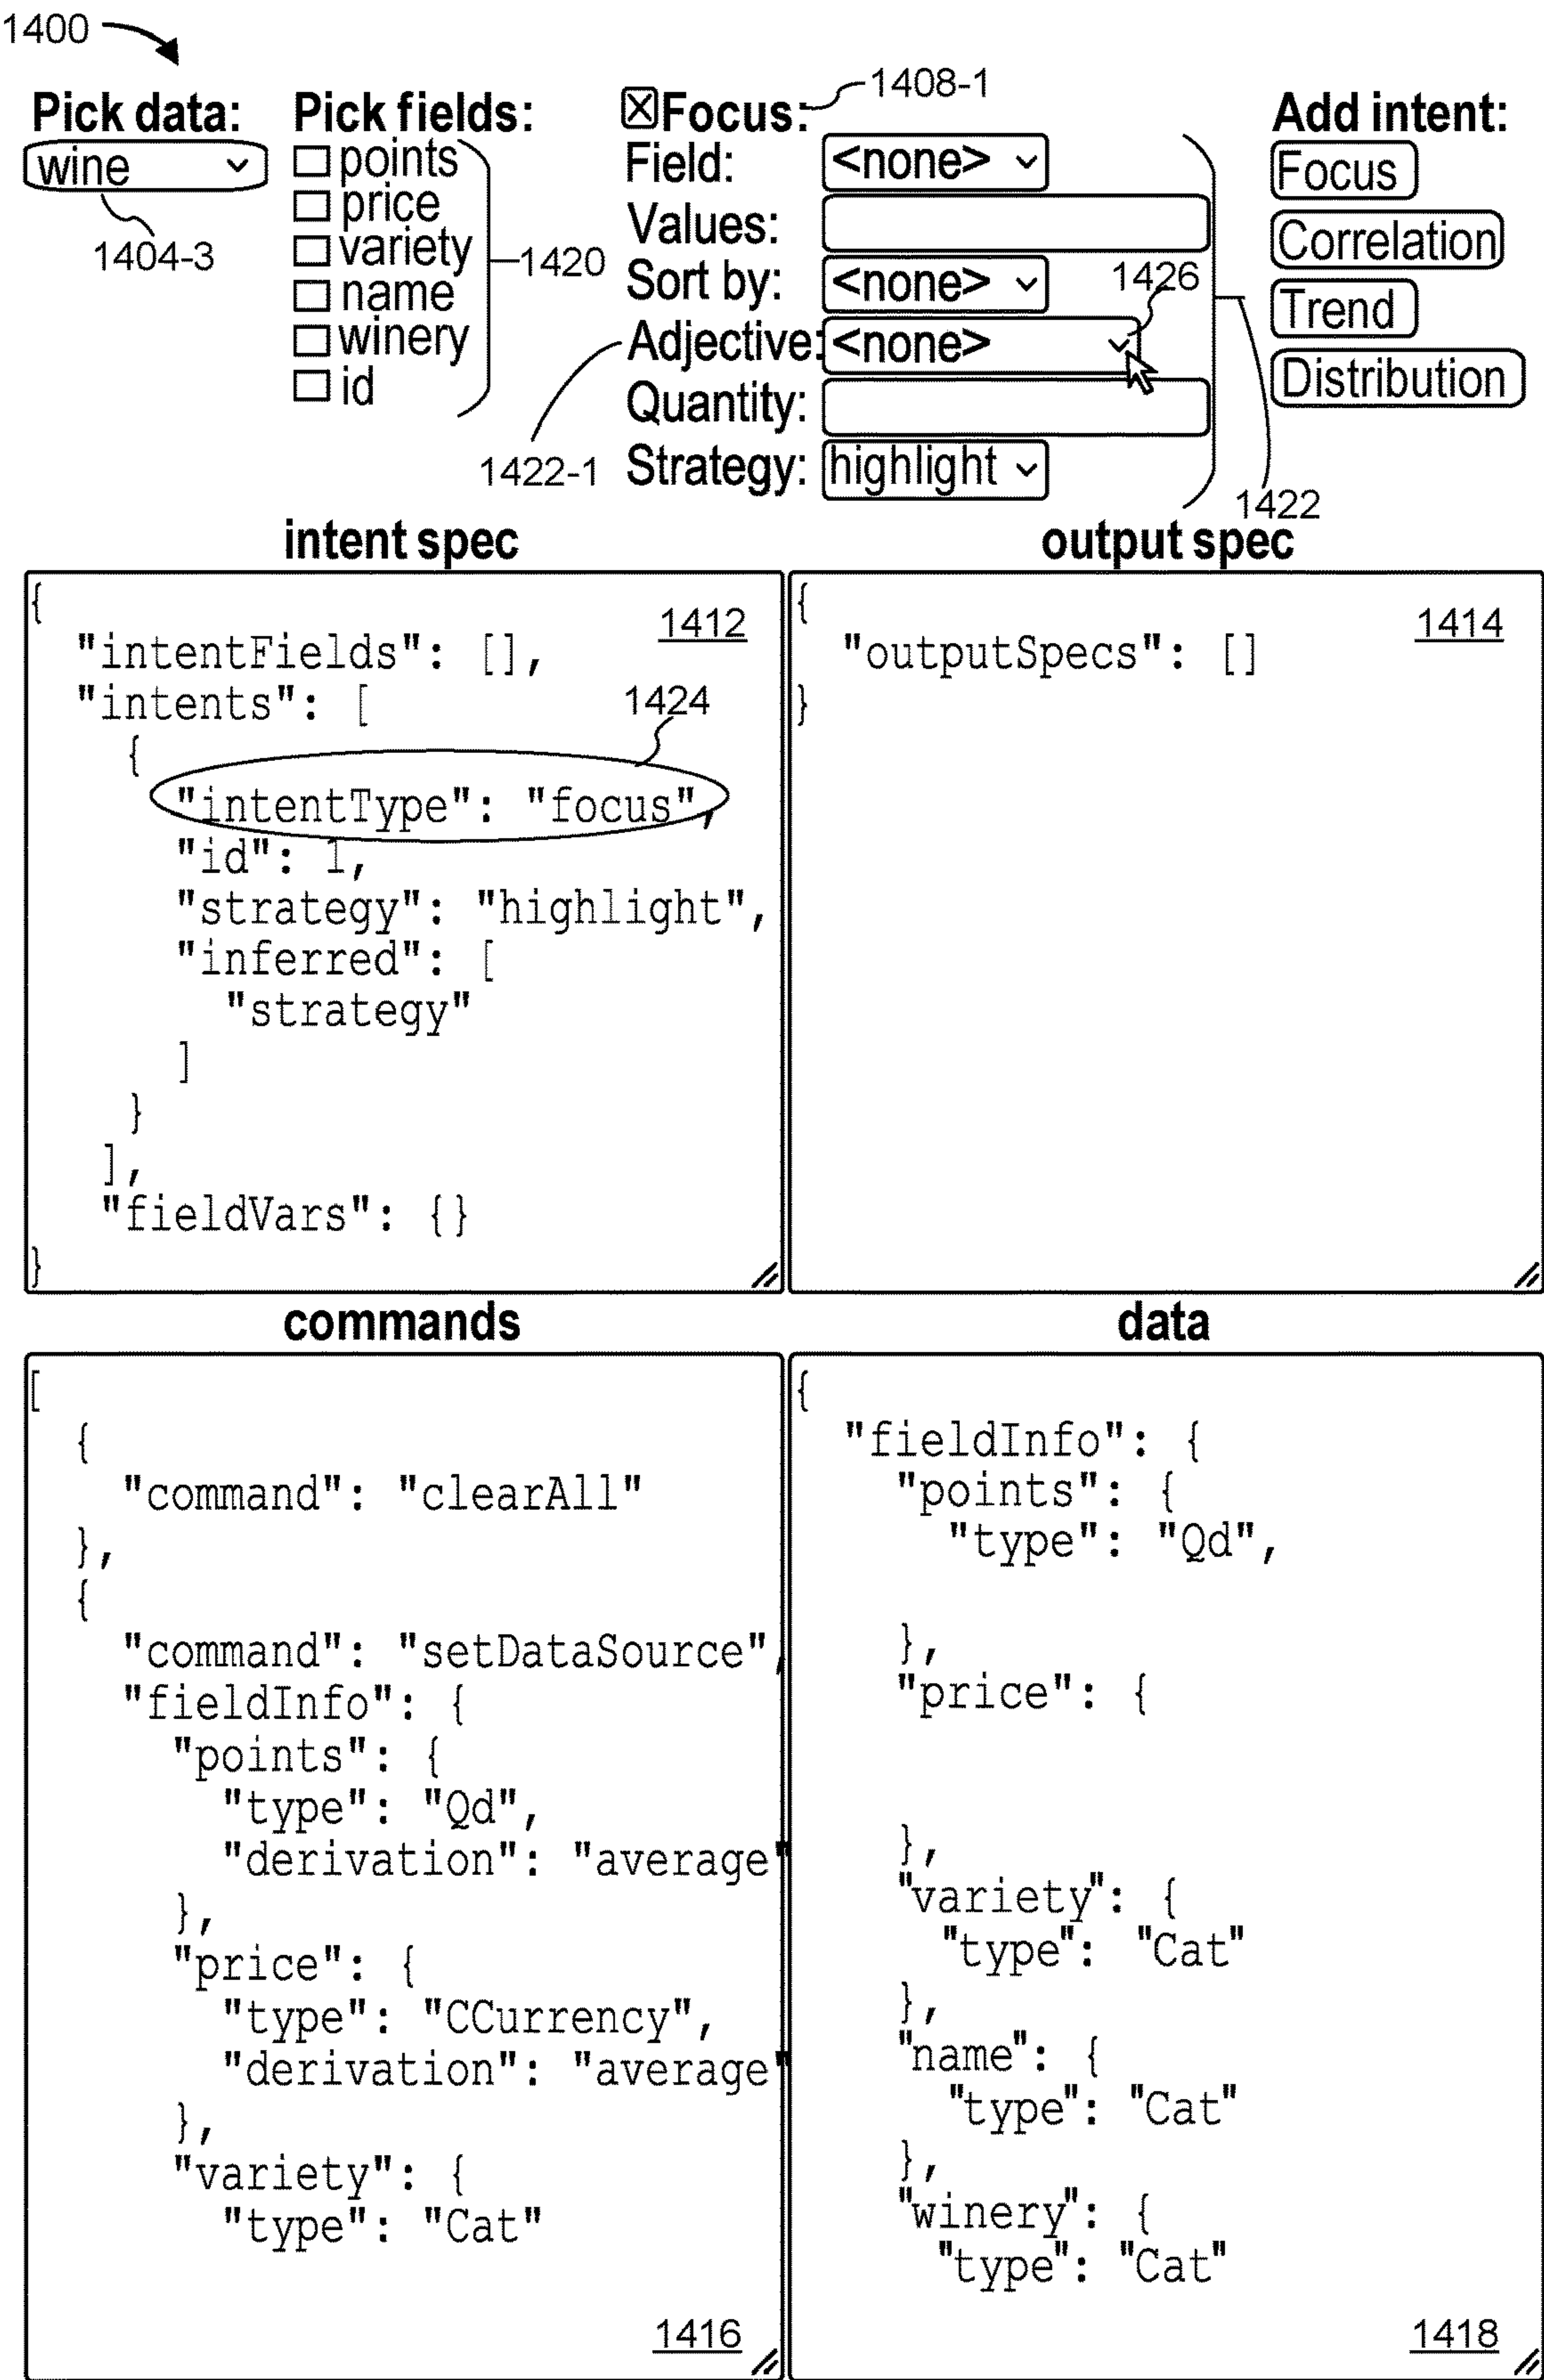 1400
Pick data:
wine
1404-3
Pick fields:
points
price
variety
name
winery
id
1420
Focus:
1408-1
Field: <none>
Values:
Sort by: <none>
1426
Adjective: <none>
Quantity:
1422-1
Strategy: highlight
1422
Add intent:
Focus
Correlation
Trend
Distribution
intent spec
{
1412
"intentFields": [],
"intents": [
1424
{
"intentType": "focus",
"id": 1,
"strategy": "highlight",
"inferred": [
"strategy"
]
}
],
"fieldVars": {}
}
output spec
{
1414
"outputSpecs": []
}
commands
[
{
"command": "clearAll"
},
{
"command": "setDataSource",
"fieldInfo": {
"points": {
"type": "Qd",
"derivation": "average"
},
"price": {
"type": "CCurrency",
"derivation": "average"
},
"variety": {
"type": "Cat"
1416
data
{
"fieldInfo": {
"points": {
"type": "Qd",
},
"price": {
},
"variety": {
"type": "Cat"
},
"name": {
"type": "Cat"
},
"winery": {
"type": "Cat"
1418